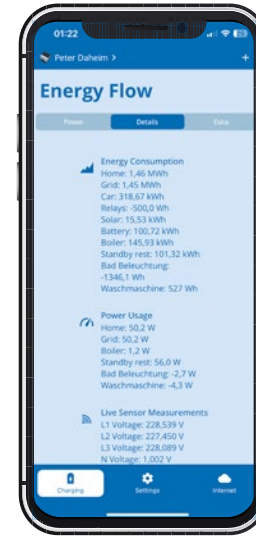 01:22
Peter Daheim >
+
Energy Flow
Power Details Data
Energy Consumption
Home: 1,46 MWh
Grid: 1,45 MWh
Car: 318,67 kWh
Relays: -500,0 Wh
Solar: 15,53 kWh
Battery: 100,72 kWh
Boiler: 145,93 kWh
Standby rest: 101,32 kWh
Bad Beleuchtung:
-1346,1 Wh
Waschmaschine: 527 Wh
Power Usage
Home: 50,2 W
Grid: 50,2 W
Boiler: 1,2 W
Standby rest: 56,0 W
Bad Beleuchtung: -2,7 W
Waschmaschine: -4,3 W
Live Sensor Measurements
L1 Voltage: 228,539 V
L2 Voltage: 227,450 V
L3 Voltage: 228,089 V
N Voltage: 1,002 V
Charging Settings Internet